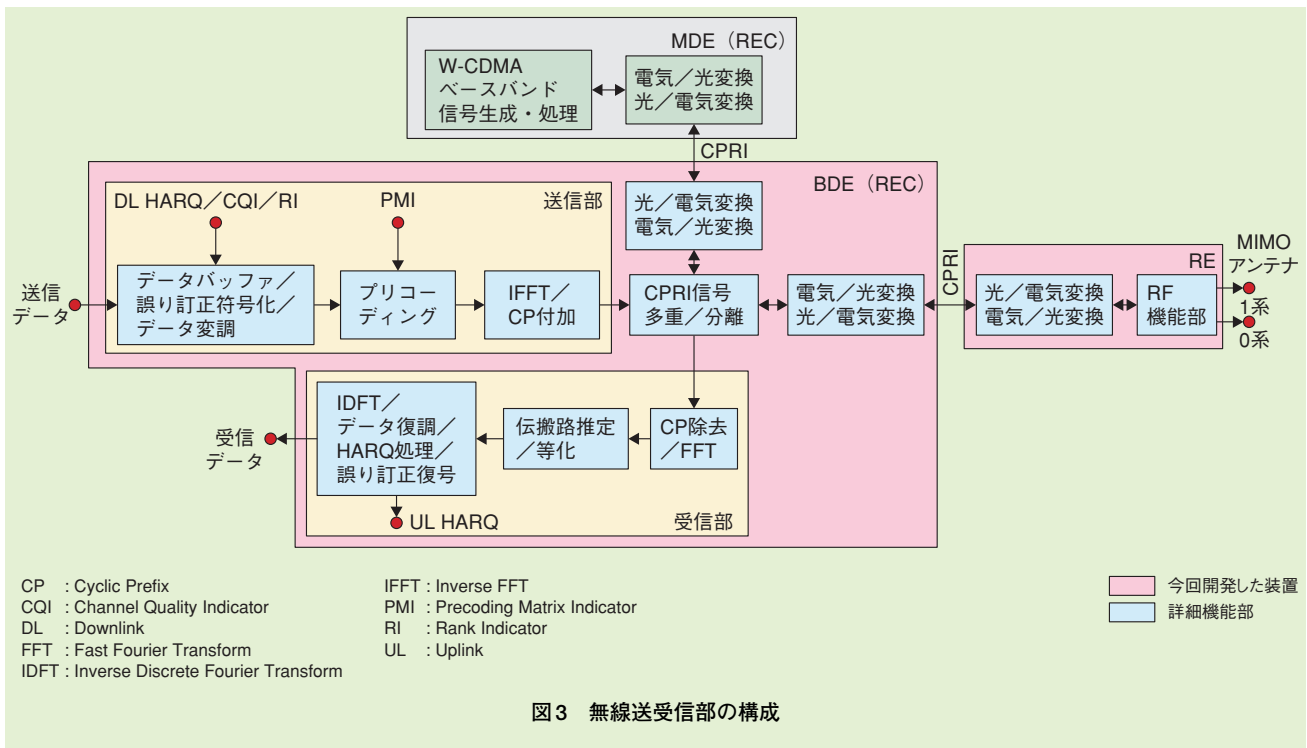 MDE（REC）
W-CDMA
ベースバンド
信号生成・処理
電気／光変換
光／電気変換
CPRI
BDE（REC）
DL HARQ／CQI／RI
PMI
送信部
光／電気変換
電気／光変換
送信
データ
データバッファ／
誤り訂正符号化／
データ変調
プリコー
ディング
IFFT／
CP付加
CPRI信号
多重／分離
電気／光変換
光／電気変換
CPRI
RE
光／電気変換
電気／光変換
RF
機能部
MIMO
アンテナ
1系
0系
受信
データ
IDFT／
データ復調／
HARQ処理／
誤り訂正復号
伝搬路推定
／等化
CP除去
／FFT
UL HARQ
受信部
CP : Cyclic Prefix
CQI : Channel Quality Indicator
DL : Downlink
FFT : Fast Fourier Transform
IDFT : Inverse Discrete Fourier Transform
IFFT : Inverse FFT
PMI : Precoding Matrix Indicator
RI : Rank Indicator
UL : Uplink
今回開発した装置
詳細機能部
図3 無線送受信部の構成